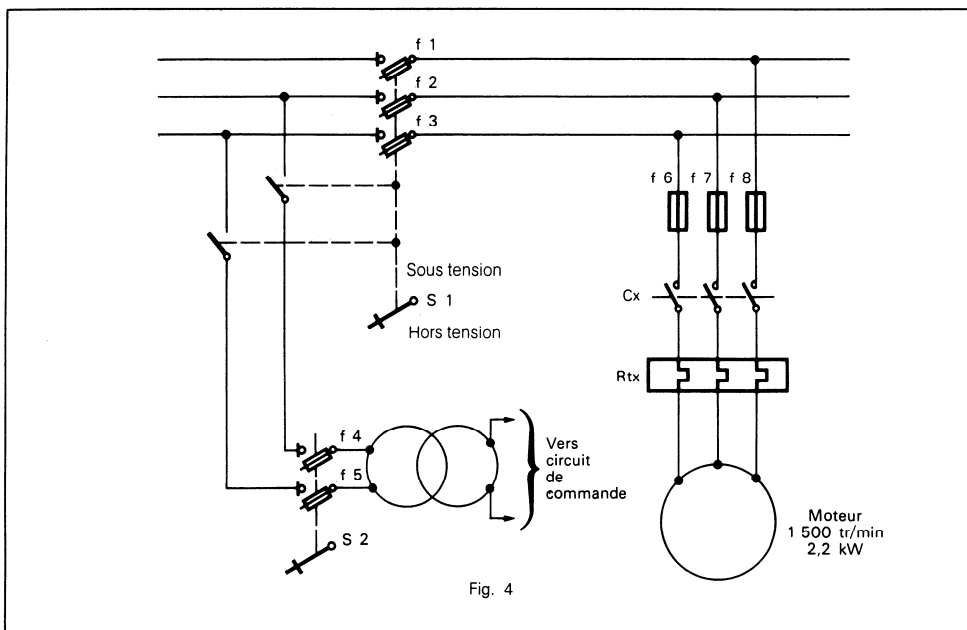 f 1
f 2
f 3
f 6 f 7 f 8
Sous tension
S 1
Hors tension
Cx
Rtx
f 4
f 5
S 2
Vers
circuit
de
commande
Moteur
1 500 tr/min
2,2 kW
Fig. 4